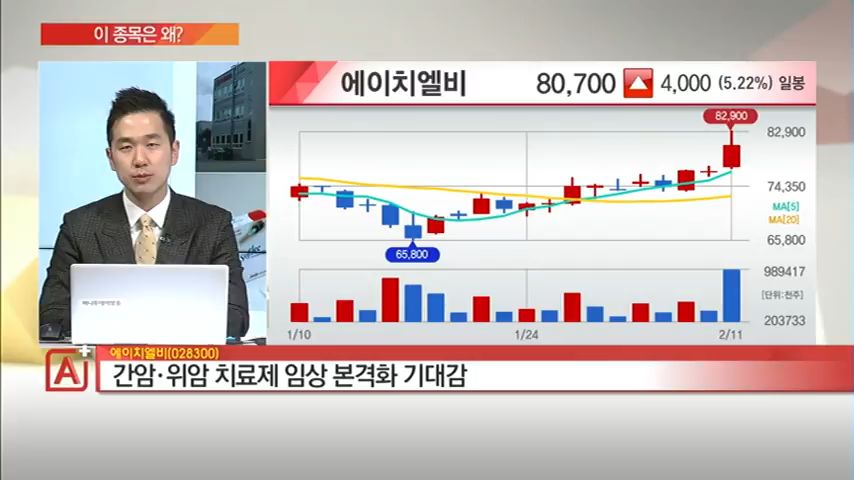 이 종목은 왜?
에이치엘비 80,700 4,000 (5.22%) 일봉
82,900
82,900
74,350
MA[5]
MA[20]
65,800
65,800
989417
[단위:천주]
203733
1/10 1/24 2/11
A+
에이치엘비(028300)
간암·위암 치료제 임상 본격화 기대감